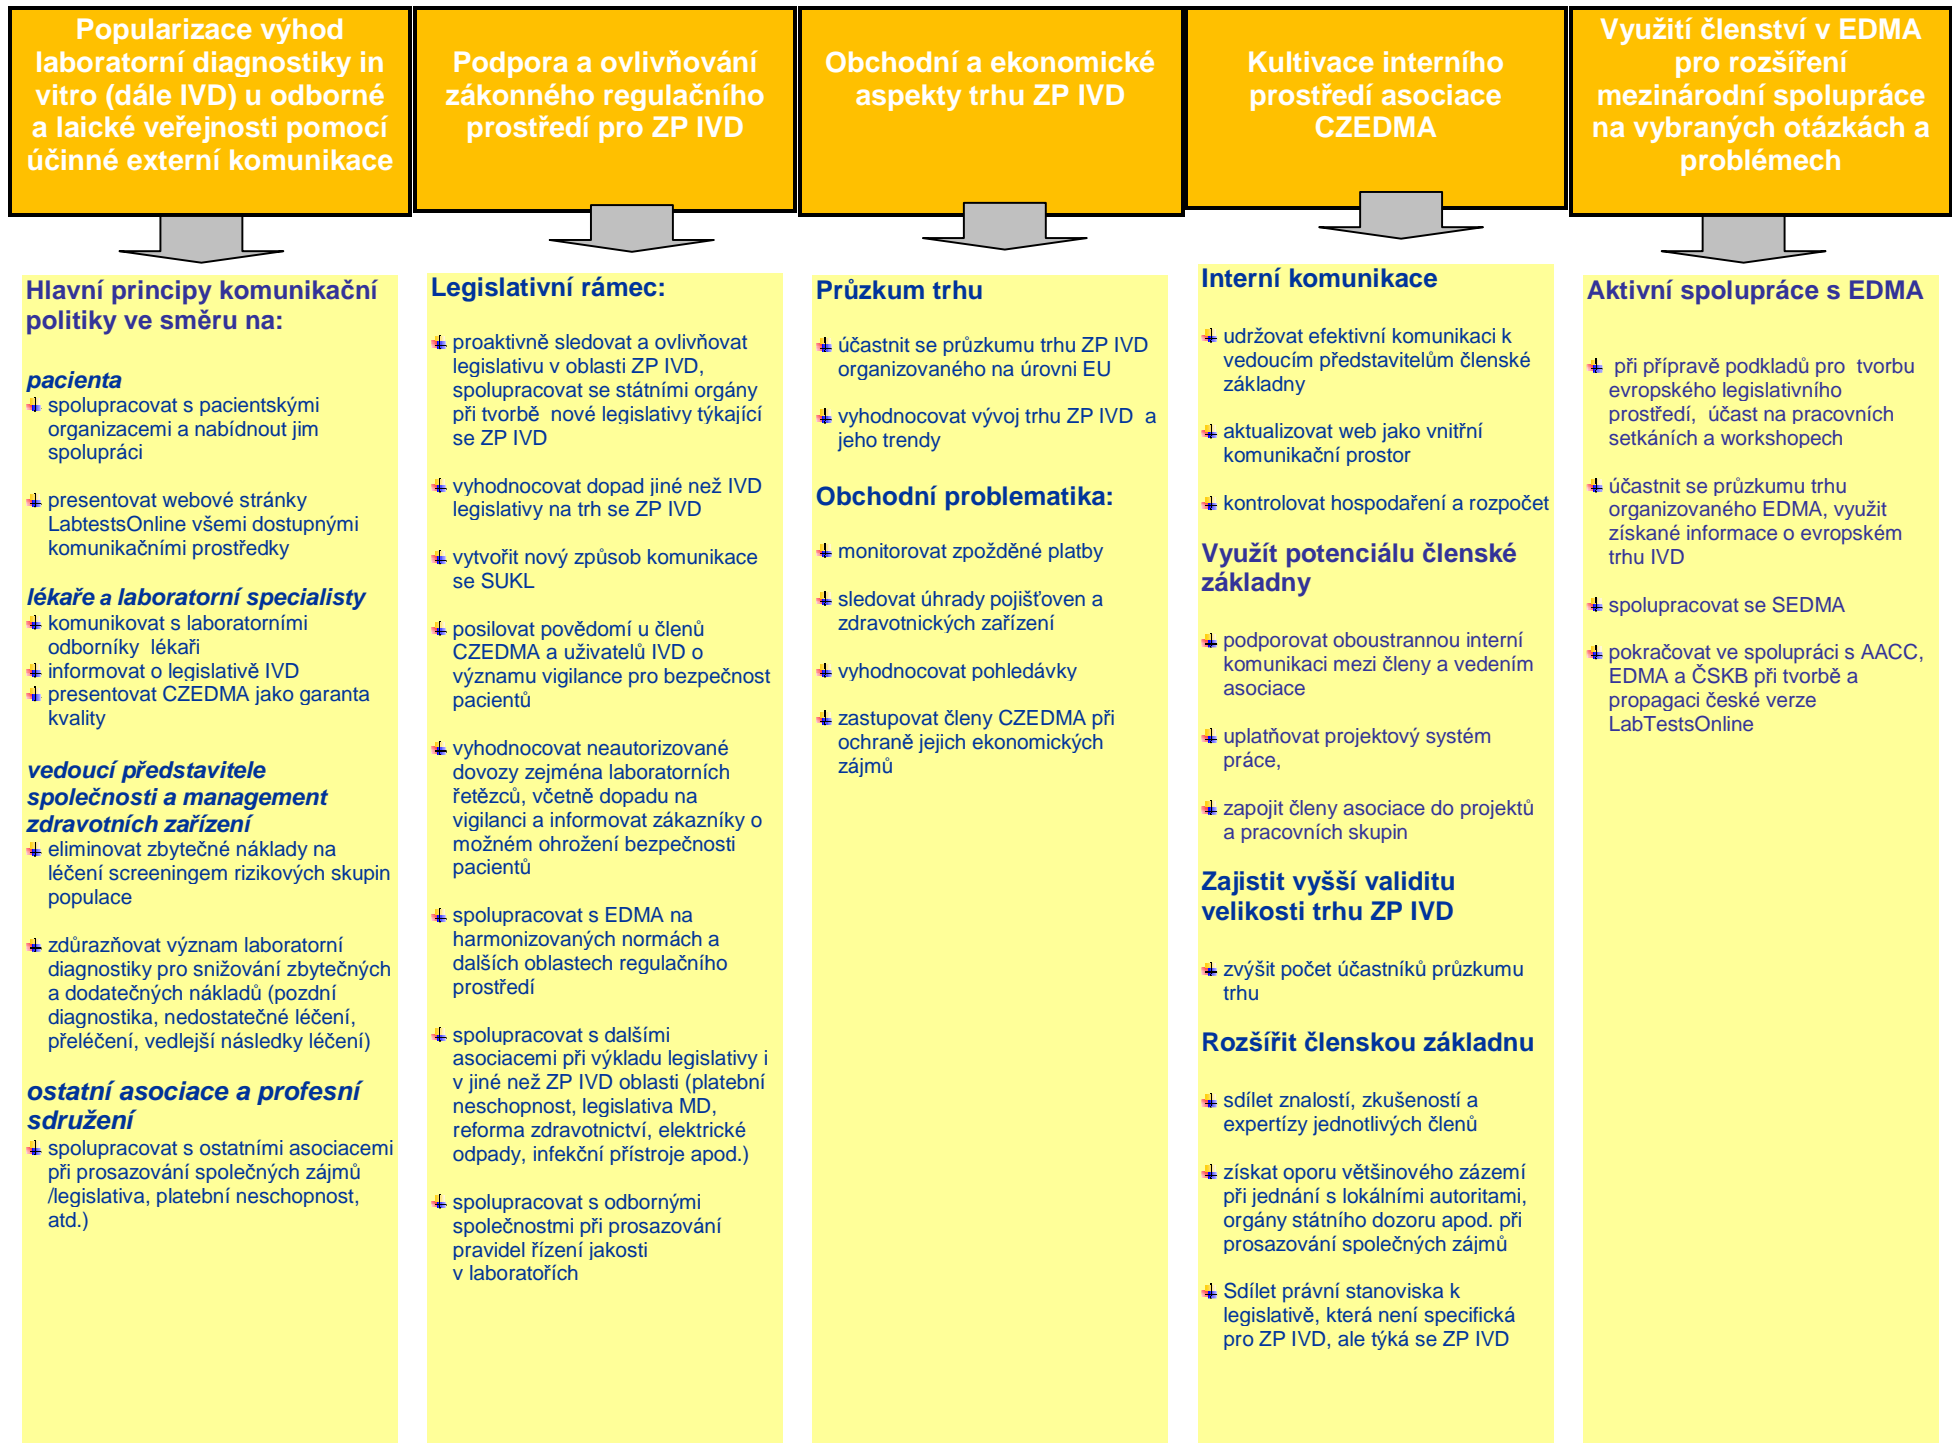 Popularizace výhod
laboratorní diagnostiky in
vitro (dále IVD) u odborné
a laické veřejnosti pomocí
účinné externí komunikace
Hlavní principy komunikační
politiky ve směru na:
pacienta
spolupracovat s pacientskými
organizacemi a nabídnout jim
spolupráci
presentovat webové stránky
LabtestsOnline všemi dostupnými
komunikačními prostředky
lékaře a laboratorní specialisty
komunikovat s laboratorními
odborníky lékaři
informovat o legislativě IVD
presentovat CZEDMA jako garanta
kvality
vedoucí představitele
společnosti a management
zdravotních zařízení
eliminovat zbytečné náklady na
léčení screeningem rizikových skupin
populace
zdůrazňovat význam laboratorní
diagnostiky pro snižování zbytečných
a dodatečných nákladů (pozdní
diagnostika, nedostatečné léčení,
přeléčení, vedlejší následky léčení)
ostatní asociace a profesní
sdružení
spolupracovat s ostatními asociacemi
při prosazování společných zájmů
/legislativa, platební neschopnost,
atd.)
Podpora a ovlivňování
zákonného regulačního
prostředí pro ZP IVD
Legislativní rámec:
proaktivně sledovat a ovlivňovat
legislativu v oblasti ZP IVD,
spolupracovat se státními orgány
při tvorbě nové legislativy týkající
se ZP IVD
vyhodnocovat dopad jiné než IVD
legislativy na trh se ZP IVD
vytvořit nový způsob komunikace
se SUKL
posilovat povědomí u členů
CZEDMA a uživatelů IVD o
významu vigilance pro bezpečnost
pacientů
vyhodnocovat neautorizované
dovozy zejména laboratorních
řetězců, včetně dopadu na
vigilanci a informovat zákazníky o
možném ohrožení bezpečnosti
pacientů
spolupracovat s EDMA na
harmonizovaných normách a
dalších oblastech regulačního
prostředí
spolupracovat s dalšími
asociacemi při výkladu legislativy i
v jiné než ZP IVD oblasti (platební
neschopnost, legislativa MD,
reforma zdravotnictví, elektrické
odpady, infekční přístroje apod.)
spolupracovat s odbornými
společnostmi při prosazování
pravidel řízení jakosti
v laboratořích
Obchodní a ekonomické
aspekty trhu ZP IVD
Průzkum trhu
účastnit se průzkumu trhu ZP IVD
organizovaného na úrovni EU
vyhodnocovat vývoj trhu ZP IVD a
jeho trendy
Obchodní problematika:
monitorovat zpožděné platby
sledovat úhrady pojišťoven a
zdravotnických zařízení
vyhodnocovat pohledávky
zastupovat členy CZEDMA při
ochraně jejich ekonomických
zájmů
Kultivace interního
prostředí asociace
CZEDMA
Interní komunikace
udržovat efektivní komunikaci k
vedoucím představitelům členské
základny
aktualizovat web jako vnitřní
komunikační prostor
kontrolovat hospodaření a rozpočet
Využít potenciálu členské
základny
podporovat oboustrannou interní
komunikaci mezi členy a vedením
asociace
uplatňovat projektový systém
práce,
zapojit členy asociace do projektů
a pracovních skupin
Zajistit vyšší validitu
velikosti trhu ZP IVD
zvýšit počet účastníků průzkumu
trhu
Rozšířit členskou základnu
sdílet znalostí, zkušeností a
expertízy jednotlivých členů
získat oporu většinového zázemí
při jednání s lokálními autoritami,
orgány státního dozoru apod. při
prosazování společných zájmů
Sdílet právní stanoviska k
legislativě, která není specifická
pro ZP IVD, ale týká se ZP IVD
Využití členství v EDMA
pro rozšíření
mezinárodní spolupráce
na vybraných otázkách a
problémech
Aktivní spolupráce s EDMA
při přípravě podkladů pro tvorbu
evropského legislativního
prostředí, účast na pracovních
setkáních a workshopech
účastnit se průzkumu trhu
organizovaného EDMA, využit
získané informace o evropském
trhu IVD
spolupracovat se SEDMA
pokračovat ve spolupráci s AACC,
EDMA a ČSKB při tvorbě a
propagaci české verze
LabTestsOnline